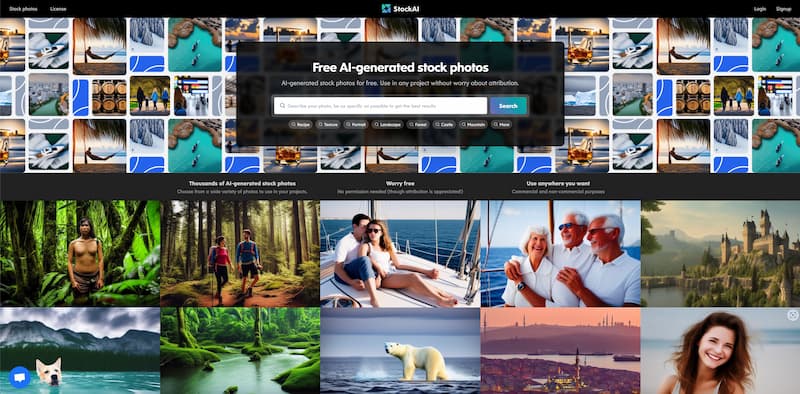 Stock photos
License
StockAI
Login
Signup
Free AI-generated stock photos
AI-generated stock photos for free. Use in any project without worry about attribution.
Describe your photo, be as specific as possible to get the best results
Search
Recipe
Texture
Portrait
Landscape
Forest
Castle
Mountain
More
Thousands of AI-generated stock photos
Choose from a wide variety of photos to use in your projects.
Worry free
No permission needed (though attribution is appreciated!)
Use anywhere you want
Commercial and non-commercial purposes